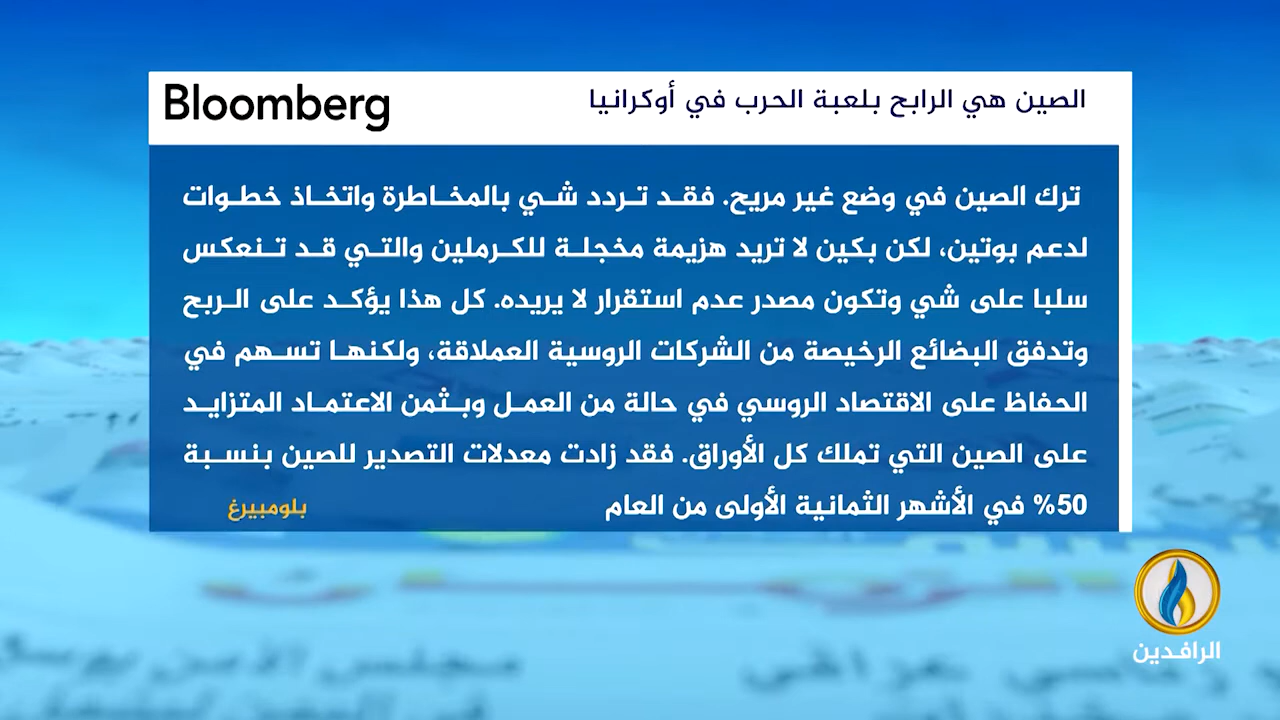 Bloomberg
الصين هي الرابح بلعبة الحرب في أوكرانيا
ترك الصين في وضع غير مريح. فقد تردد شي بالمخاطرة واتخاذ خطوات
لدعم بوتين، لكن بكين لا تريد هزيمة مخجلة للكرملين والتي قد تنعكس
سلبا على شي وتكون مصدر عدم استقرار لا يريده. كل هذا يؤكد على الربح
وتدفق البضائع الرخيصة من الشركات الروسية العملاقة، ولكنها تسهم في
الحفاظ على الاقتصاد الروسي في حالة من العمل وبثمن الاعتماد المتزايد
على الصين التي تملك كل الأوراق. فقد زادت معدلات التصدير للصين بنسبة
50% في الأشهر الثمانية الأولى من العام
بلومبيرغ
الرافدين
مجلس الأمن